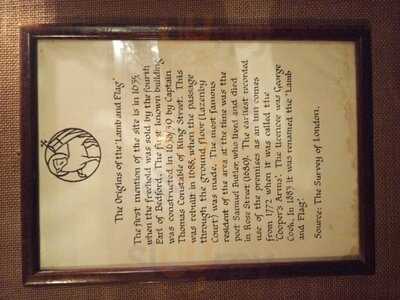 The Origins of the 'Lamb and Flag'
The first mention of the site is in 1635
when the freehold was sold by the fourth
Earl of Bedford. The first known building
was constructed in 1638/39 by Captain
Thomas Constable of King Street. This
was rebuilt in 1688, when the passage
through the ground floor (Lazenby
Court) was made. The most famous
resident of the area at the time was the
poet Samuel Butler who lived and died
in Rose Street (1680). The earliest recorded
use of the premises as an inn comes
from 1772 when it was called the
'Cooper's Arms'. The licencee was George
Cook. In 1833 it was renamed the 'Lamb
and Flag'.
Source: The Survey of London.